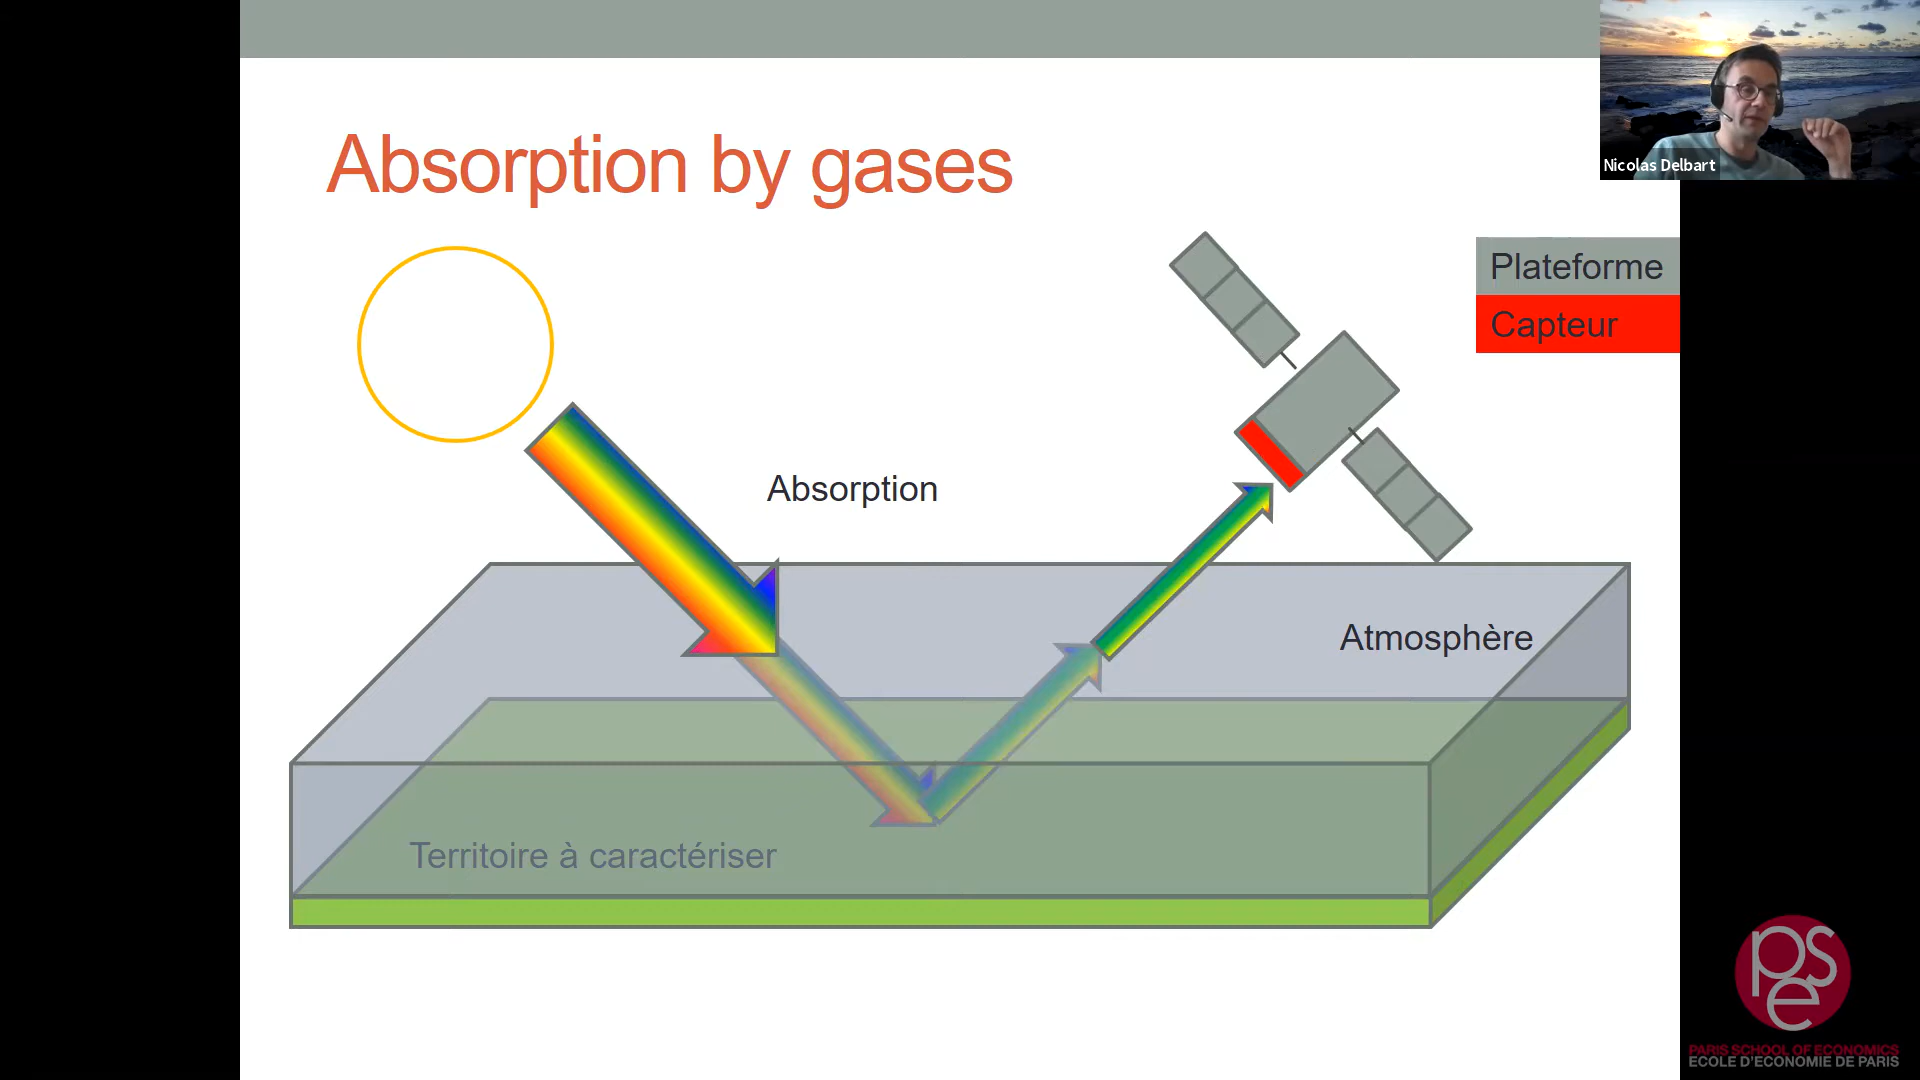 Absorption by gases
Nicolas Delbart
Plateforme
Capteur
Absorption
Atmosphère
Territoire à caractériser
pse
PARIS SCHOOL OF ECONOMICS
ECOLE D'ECONOMIE DE PARIS